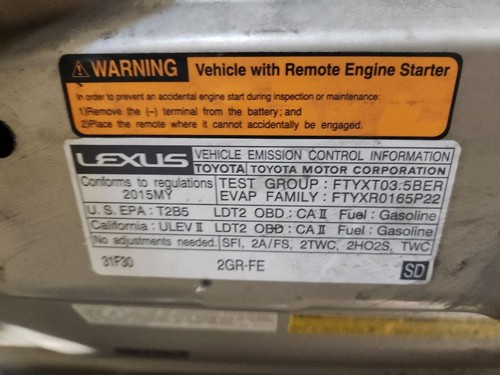 WARNING Vehicle with Remote Engine Starter
In order to prevent an accidental engine start during inspection or maintenance:
1)Remove the (–) terminal from the battery; and
2)Place the remote where it cannot accidentally be engaged.
LEXUS VEHICLE EMISSION CONTROL INFORMATION
TOYOTA TOYOTA MOTOR CORPORATION
Conforms to regulations TEST GROUP : FTYXT03.5BER
2015MY EVAP FAMILY : FTYXR0165P22
U.S. EPA : T2B5 LDT2 OBD : CA II Fuel : Gasoline
California : ULEV II LDT2 OBD : CA II Fuel : Gasoline
No adjustments needed. SFI, 2A/FS, 2TWC, 2HO2S, TWC
31F30 2GR-FE SD